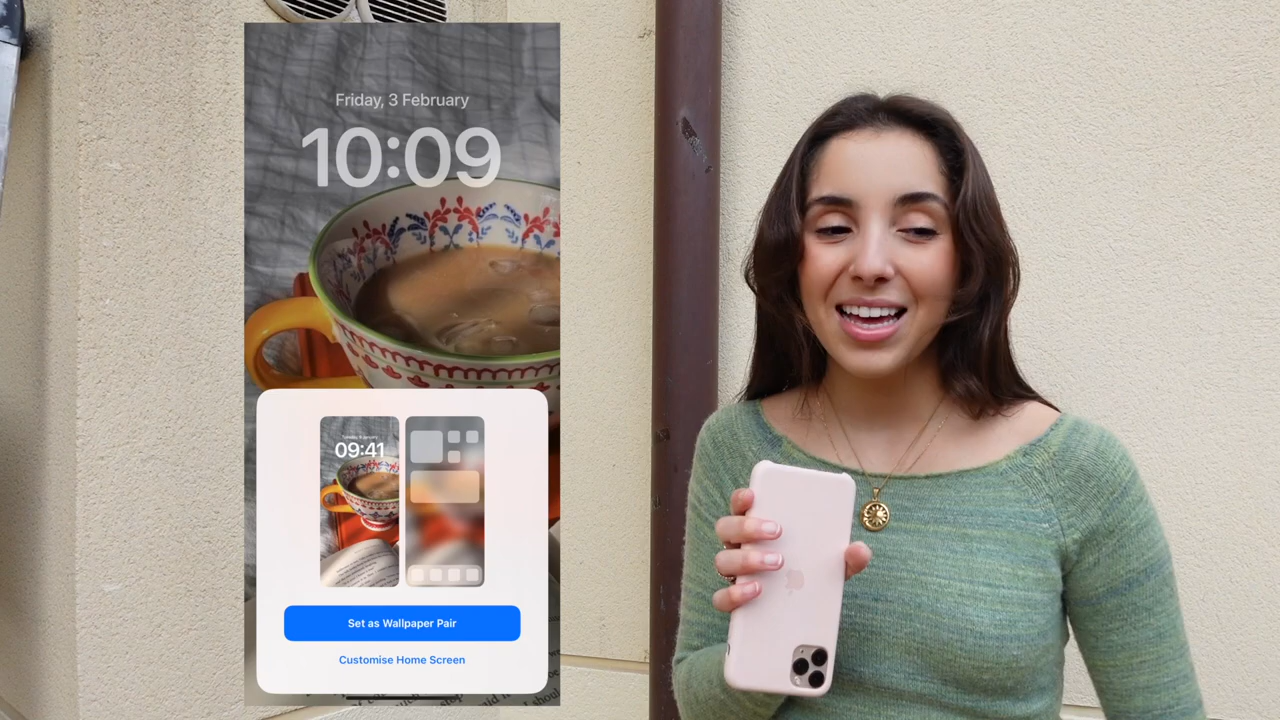 Friday, 3 February
10:09
09:41
Set as Wallpaper Pair
Customise Home Screen